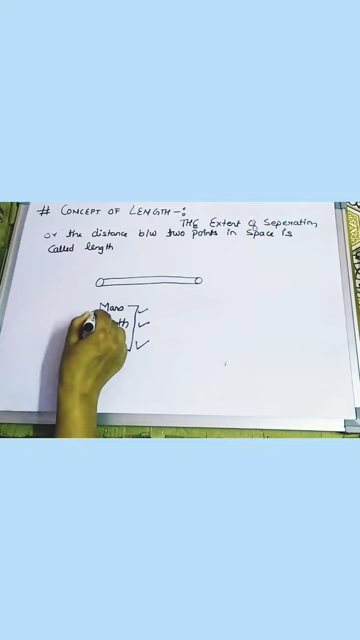 # CONCEPT OF LENGTH -:
THE Extent of Seperation
or the distance b/w two points in space is
called length
Mass